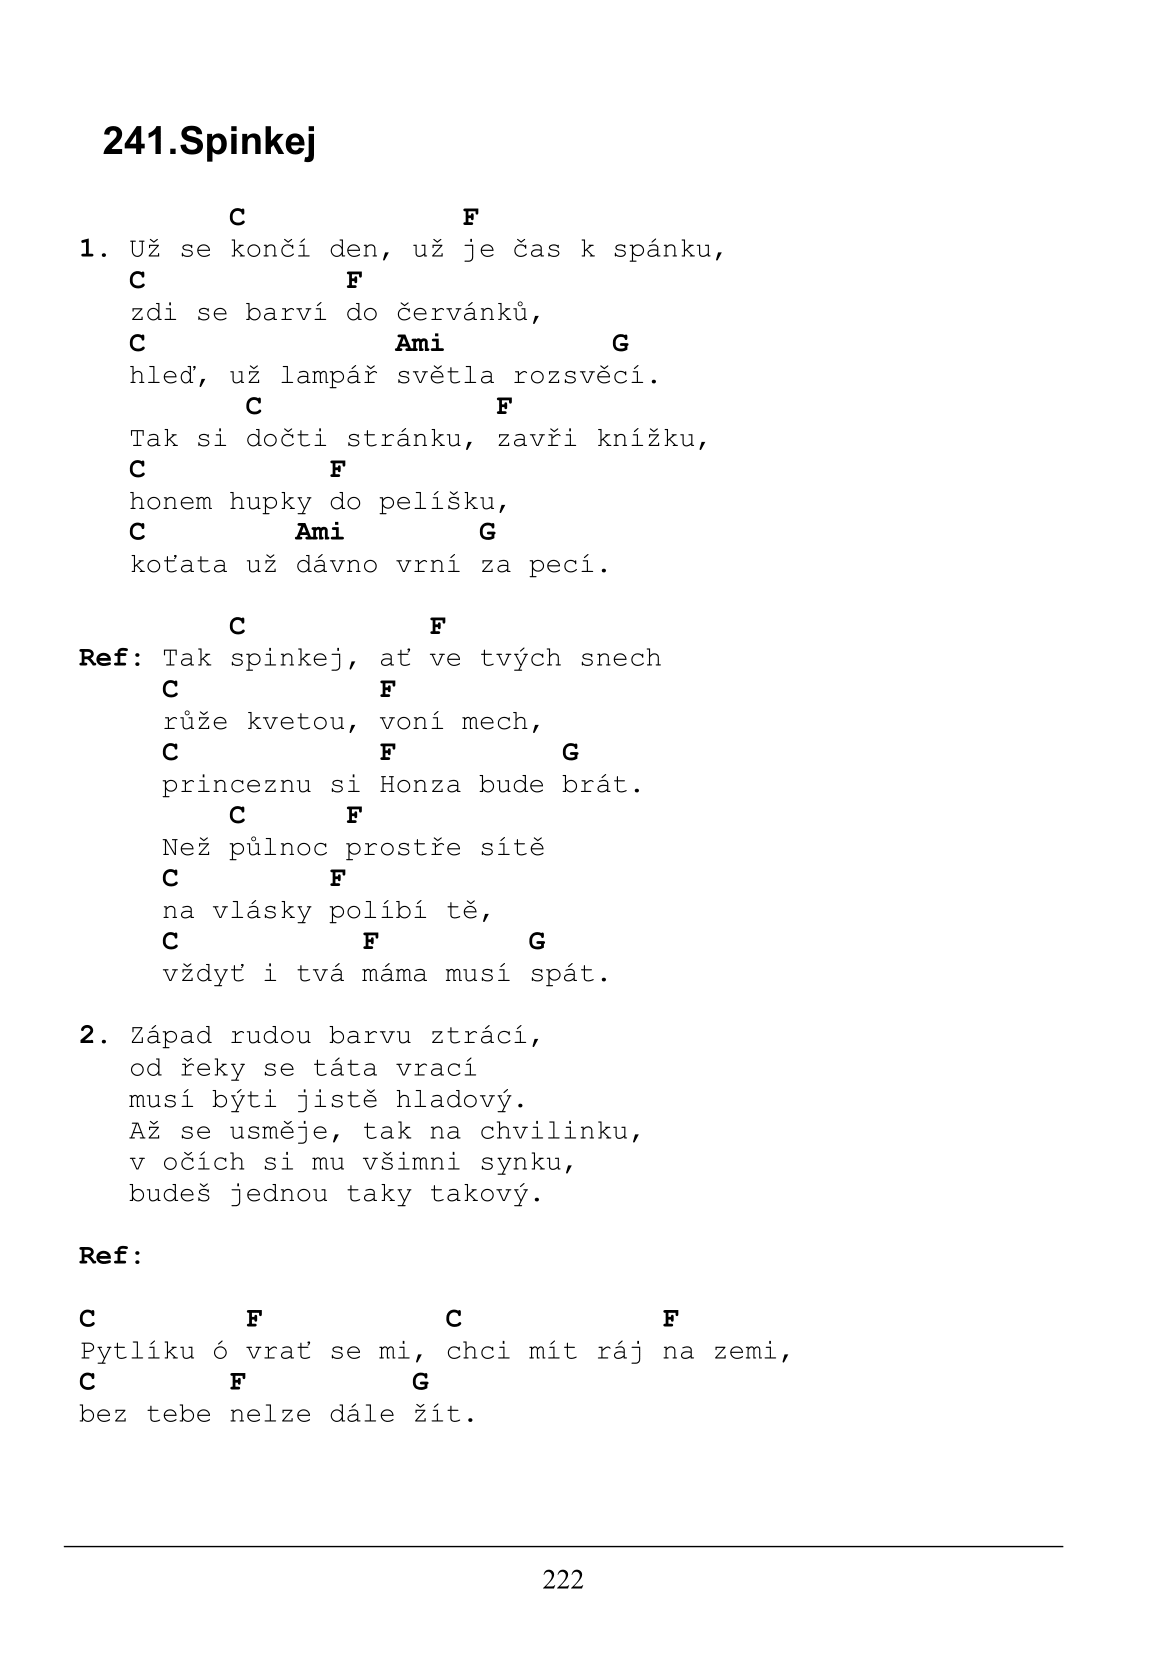 241.Spinkej
C F
1. Už se končí den, už je čas k spánku,
C F
zdi se barví do červánků,
C Ami G
hleď, už lampář světla rozsvěcí.
C F
Tak si dočti stránku, zavři knížku,
C F
honem hupky do pelíšku,
C Ami G
koťata už dávno vrní za pecí.
C F
Ref: Tak spinkej, ať ve tvých snech
C F
růže kvetou, voní mech,
C F G
princeznu si Honza bude brát.
C F
Než půlnoc prostře sítě
C F
na vlásky políbí tě,
C F G
vždyť i tvá máma musí spát.
2. Západ rudou barvu ztrácí,
od řeky se táta vrací
musí býti jistě hladový.
Až se usměje, tak na chvilinku,
v očích si mu všimni synku,
budeš jednou taky takový.
Ref:
C F C F
Pytlíku ó vrať se mi, chci mít ráj na zemi,
C F G
bez tebe nelze dále žít.
222